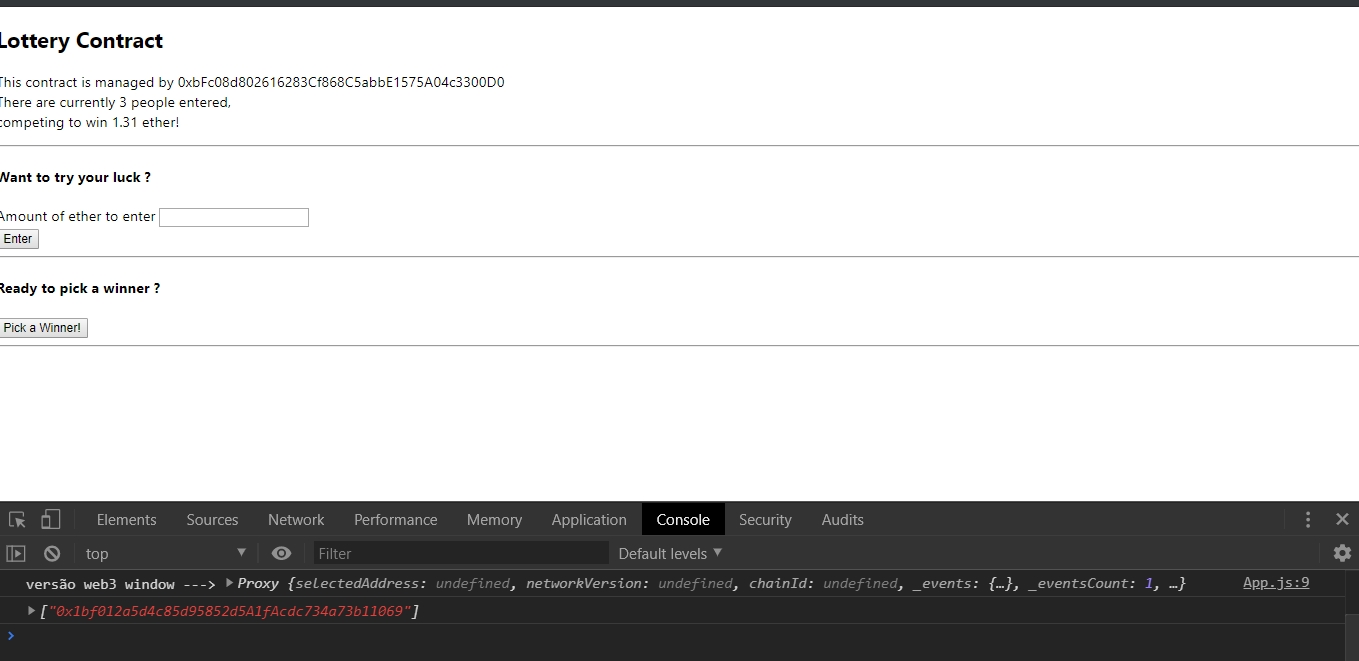 Lottery Contract
This contract is managed by 0xbFc08d802616283Cf868C5abbE1575A04c3300D0
There are currently 3 people entered,
competing to win 1.31 ether!
Want to try your luck ?
Amount of ether to enter
Enter
Ready to pick a winner ?
Pick a Winner!
Elements Sources Network Performance Memory Application Console Security Audits
top Filter Default levels
versão web3 window ---> Proxy {selectedAddress: undefined, networkVersion: undefined, chainId: undefined, _events: {…}, _eventsCount: 1, …} App.js:9
["0x1bf012a5d4c85d95852d5A1fAcdc734a73b11069"]